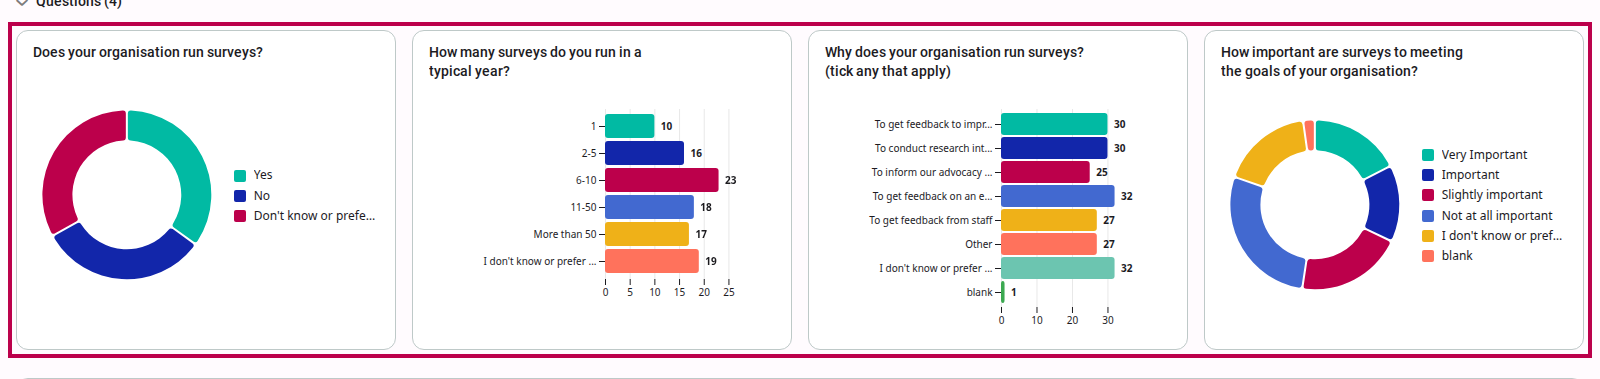 Questions (4)
Does your organisation run surveys?
Yes
No
Don't know or prefe...
How many surveys do you run in a
typical year?
1
10
2-5
16
6-10
23
11-50
18
More than 50
17
I don't know or prefer ...
19
0 5 10 15 20 25
Why does your organisation run surveys?
(tick any that apply)
To get feedback to impr...
30
To conduct research int...
30
To inform our advocacy ...
25
To get feedback on an e...
32
To get feedback from staff
27
Other
27
I don't know or prefer ...
32
blank
1
0 10 20 30
How important are surveys to meeting
the goals of your organisation?
Very Important
Important
Slightly important
Not at all important
I don't know or pref...
blank